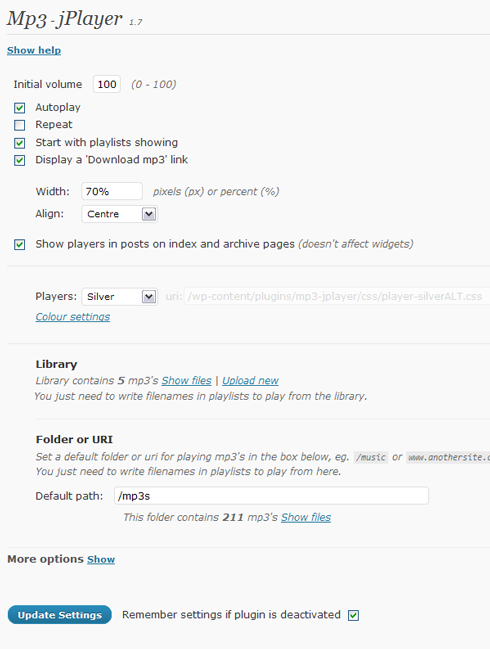 Mp3 - jPlayer 1.7
Show help
Initial volume 100 (0 - 100)
Autoplay
Repeat
Start with playlists showing
Display a 'Download mp3' link
Width: 70% pixels (px) or percent (%)
Align: Centre
Show players in posts on index and archive pages (doesn't affect widgets)
Players: Silver uri: /wp-content/plugins/mp3-jplayer/css/player-silverALT.css
Colour settings
Library
Library contains 5 mp3's Show files | Upload new
You just need to write filenames in playlists to play from the library.
Folder or URI
Set a default folder or uri for playing mp3's in the box below, eg. /music or www.anothersite.c
You just need to write filenames in playlists to play from here.
Default path: /mp3s
This folder contains 211 mp3's Show files
More options Show
Update Settings Remember settings if plugin is deactivated